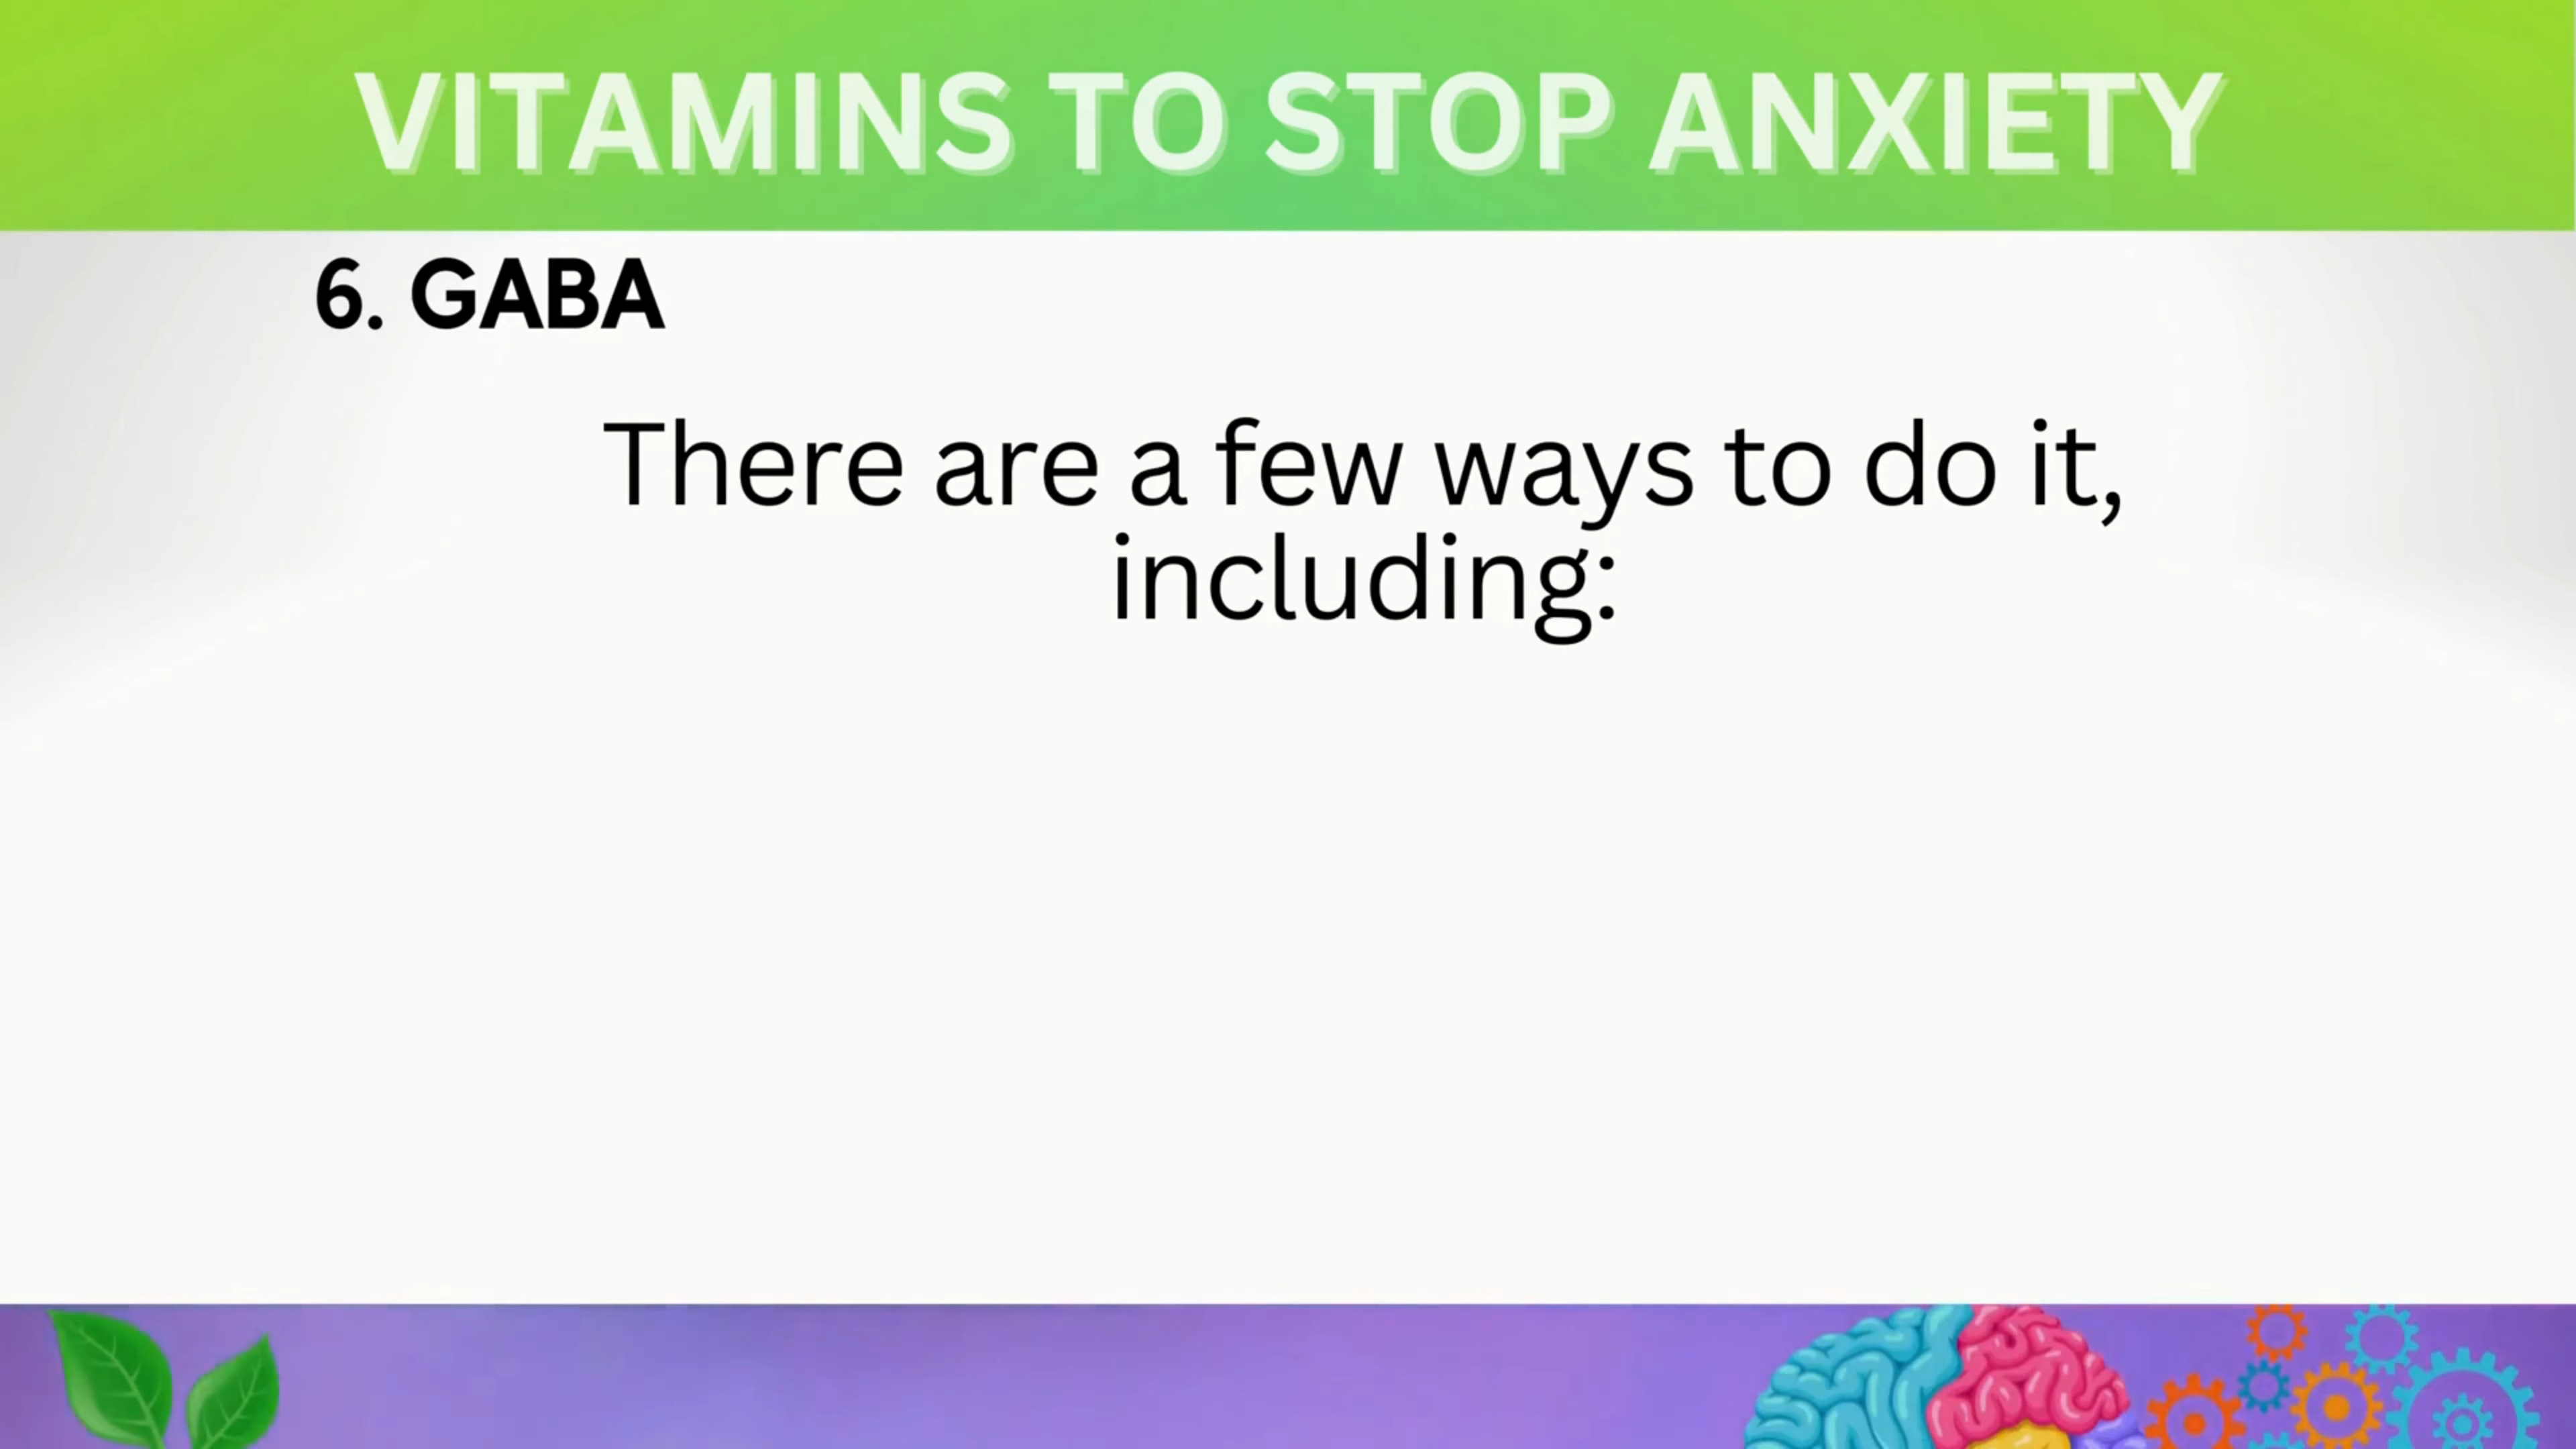 VITAMINS TO STOP ANXIETY
6. GABA
There are a few ways to do it,
including: